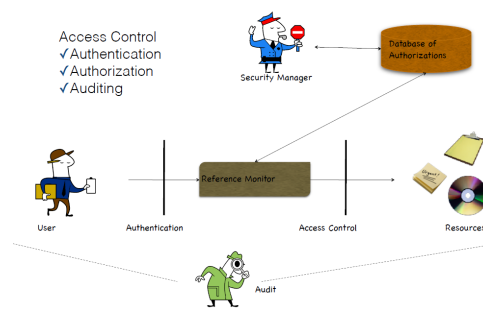 Access Control
✓Authentication
✓Authorization
✓Auditing
Security Manager
Database of
Authorizations
Reference Monitor
User
Authentication
Access Control
Resources
Audit